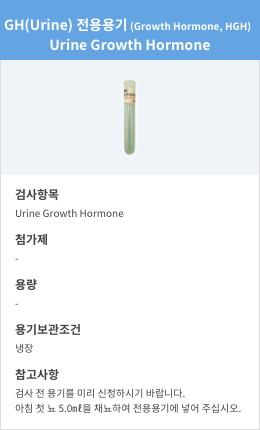 GH(Urine) 전용용기 (Growth Hormone, HGH)
Urine Growth Hormone
검사항목
Urine Growth Hormone
첨가제
-
용량
-
용기보관조건
냉장
참고사항
검사 전 용기를 미리 신청하시기 바랍니다.
아침 첫 뇨 5.0㎖을 채뇨하여 전용용기에 넣어 주십시오.